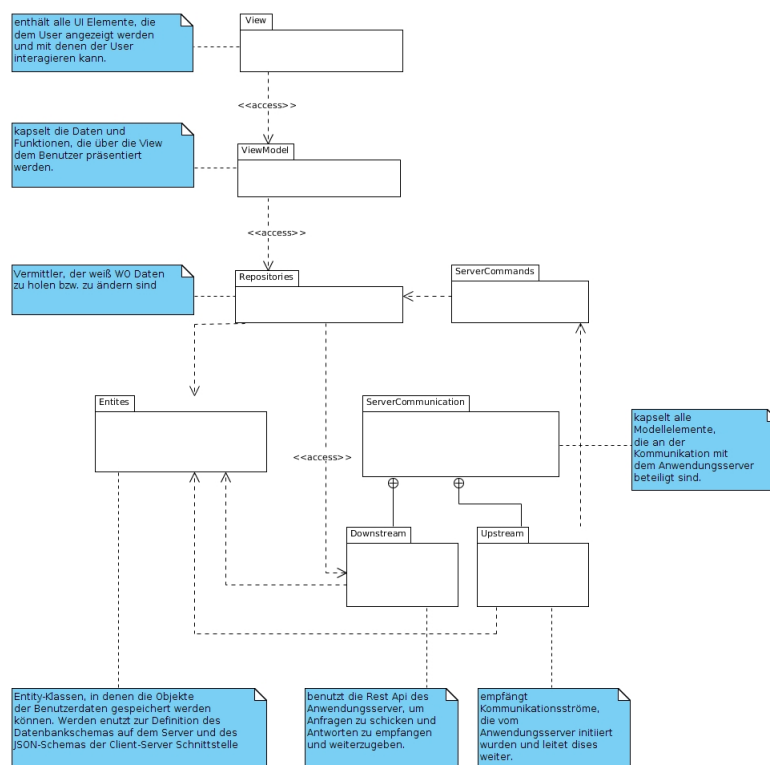 enthält alle UI Elemente, die
dem User angezeigt werden
und mit denen der User
interagieren kann.
View
<<access>>
kapselt die Daten und
Funktionen, die über die View
dem Benutzer präsentiert
werden.
ViewModel
<<access>>
Vermittler, der weiß WO Daten
zu holen bzw. zu ändern sind
Repositories
ServerCommands
Entites
ServerCommunication
kapselt alle
Modellelemente,
die an der
Kommunikation mit
dem Anwendungsserver
beteiligt sind.
<<access>>
Downstream
Upstream
Entity-Klassen, in denen die Objekte
der Benutzerdaten gespeichert werden
können. Werden enutzt zur Definition des
Datenbankschemas auf dem Server und des
JSON-Schemas der Client-Server Schnittstelle
benutzt die Rest Api des
Anwendungsserver, um
Anfragen zu schicken und
Antworten zu empfangen
und weiterzugeben.
empfängt
Kommunikationsströme,
die vom
Anwendungsserver initiiert
wurden und leitet dises
weiter.